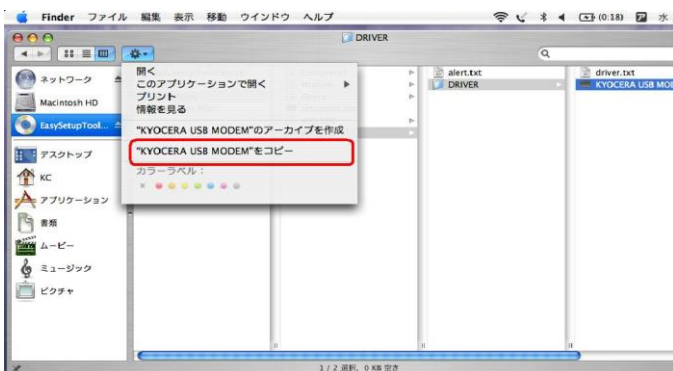 Finder ファイル 編集 表示 移動 ウインドウ ヘルプ (0:18) 水
DRIVER
ネットワーク
Macintosh HD
EasySetupTool...
デスクトップ
KC
アプリケーション
書類
ムービー
ミュージック
ピクチャ
開く
このアプリケーションで開く
プリント
情報を見る
"KYOCERA USB MODEM"のアーカイブを作成
"KYOCERA USB MODEM"をコピー
カラーラベル：
alert.txt
DRIVER
driver.txt
KYOCERA USB MO
1 / 2 選択、0 KB 空き